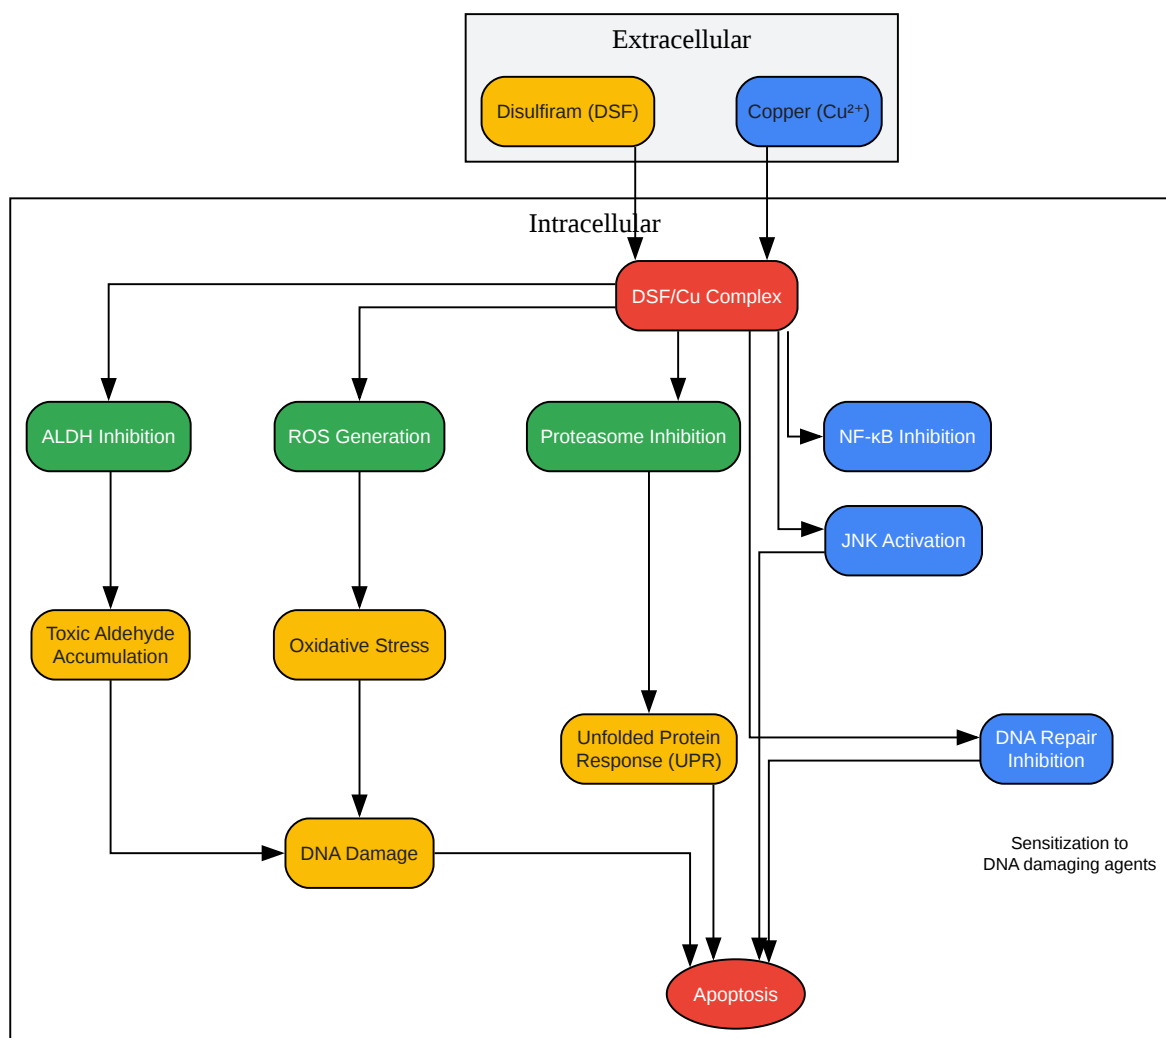 Extracellular
Disulfiram (DSF)
Copper (Cu²⁺)
Intracellular
DSF/Cu Complex
ALDH Inhibition
ROS Generation
Proteasome Inhibition
NF-κB Inhibition
JNK Activation
Toxic Aldehyde
Accumulation
Oxidative Stress
Unfolded Protein
Response (UPR)
DNA Repair
Inhibition
DNA Damage
Sensitization to
DNA damaging agents
Apoptosis